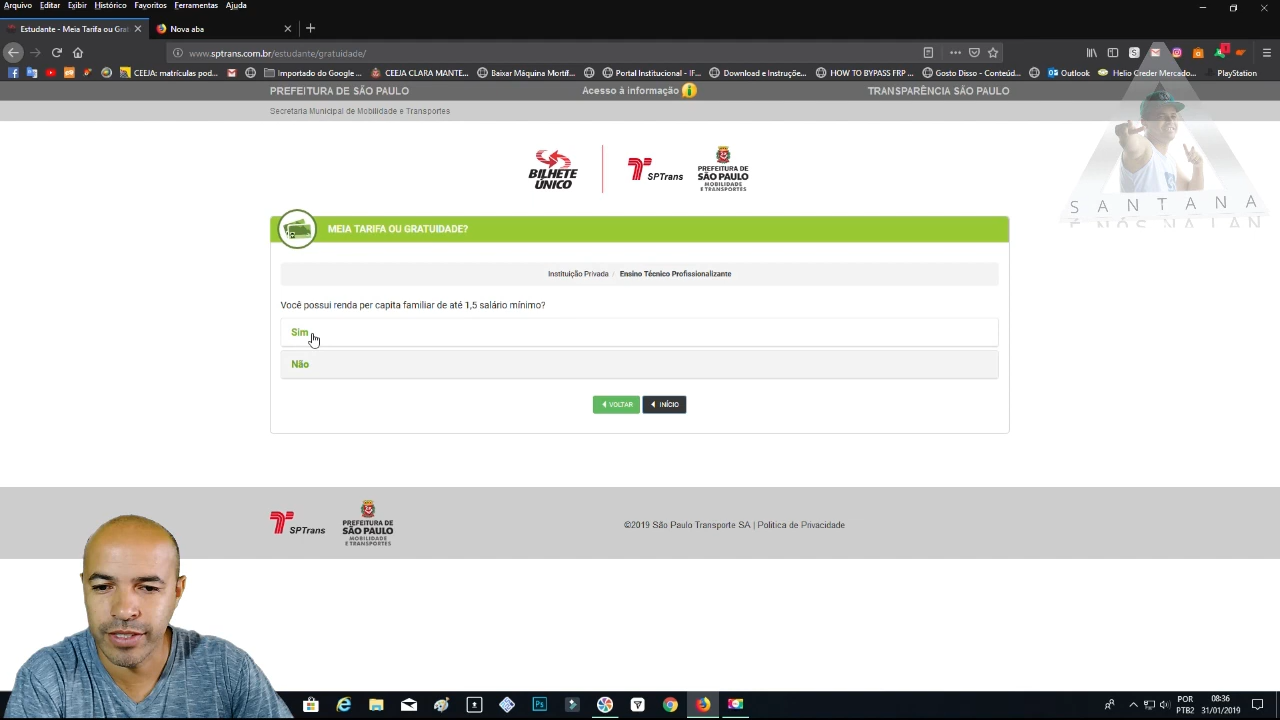 Arquivo Editar Exibir Histórico Favoritos Ferramentas Ajuda
Estudante - Meia Tarifa ou Grat
Nova aba
www.sptrans.com.br/estudante/gratuidade/
CEEJA: matrículas pod...
Importado do Google ...
CEEJA CLARA MANTE...
Baixar Máquina Mortíf...
Portal Institucional - If...
Download e Instruçõe...
HOW TO BYPASS FRP ...
Gosto Disso - Conteúd...
Outlook
Helio Creder Mercado...
PlayStation
PREFEITURA DE SÃO PAULO
Acesso à informação
TRANSPARÊNCIA SÃO PAULO
Secretaria Municipal de Mobilidade e Transportes
BILHETE ÚNICO
SPTrans
PREFEITURA DE
SÃO PAULO
MOBILIDADE
E TRANSPORTES
SANTANA
É NÓS NA LAN
MEIA TARIFA OU GRATUIDADE?
Instituição Privada / Ensino Técnico Profissionalizante
Você possui renda per capita familiar de até 1,5 salário mínimo?
Sim
Não
VOLTAR
INÍCIO
SPTrans
PREFEITURA DE
SÃO PAULO
MOBILIDADE
E TRANSPORTES
©2019 São Paulo Transporte SA | Política de Privacidade
Ps
POR
PTB2
08:36
31/01/2019